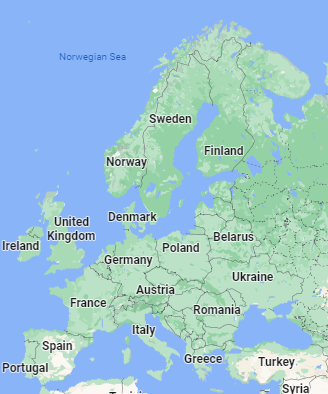 Norwegian Sea
Sweden
Finland
Norway
United
Kingdom
Denmark
Ireland
Belarus
Poland
Germany
Ukraine
Austria
France
Romania
Italy
Spain
Greece
Turkey
Portugal
Syria